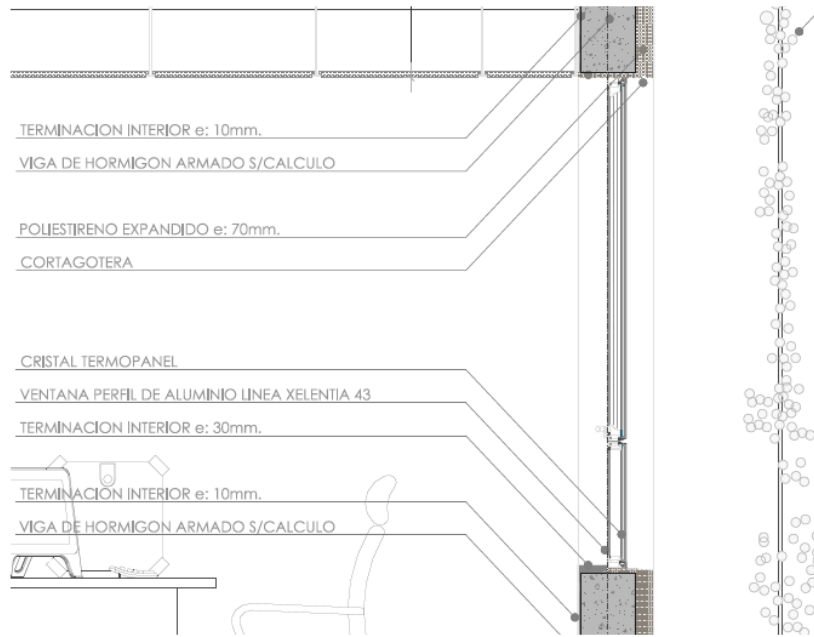 TERMINACION INTERIOR e: 10mm.
VIGA DE HORMIGON ARMADO S/CALCULO
POLIESTIRENO EXPANDIDO e: 70mm.
CORTAGOTERA
CRISTAL TERMOPANEL
VENTANA PERFIL DE ALUMINIO LINEA XELENTIA 43
TERMINACION INTERIOR e: 30mm.
TERMINACIÓN INTERIOR e: 10mm.
VIGA DE HORMIGON ARMADO S/CALCULO